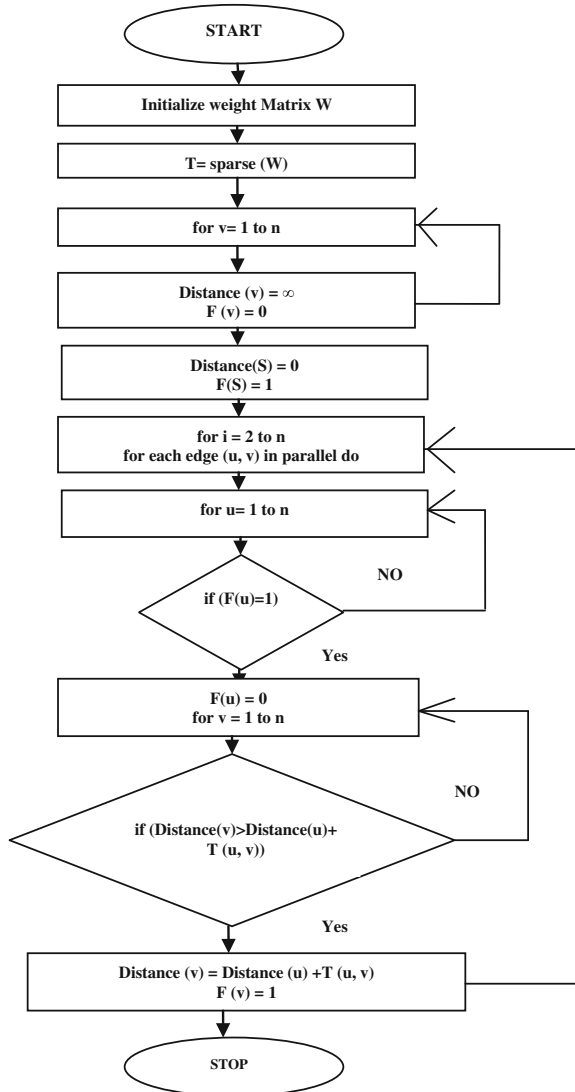 START
Initialize weight Matrix W
T= sparse (W)
for v= 1 to n
Distance (v) = ∞
F (v) = 0
Distance(S) = 0
F(S) = 1
for i = 2 to n
for each edge (u, v) in parallel do
for u= 1 to n
NO
if (F(u)=1)
Yes
F(u) = 0
for v = 1 to n
NO
if (Distance(v)>Distance(u)+
T (u, v))
Yes
Distance (v) = Distance (u) +T (u, v)
F (v) = 1
STOP